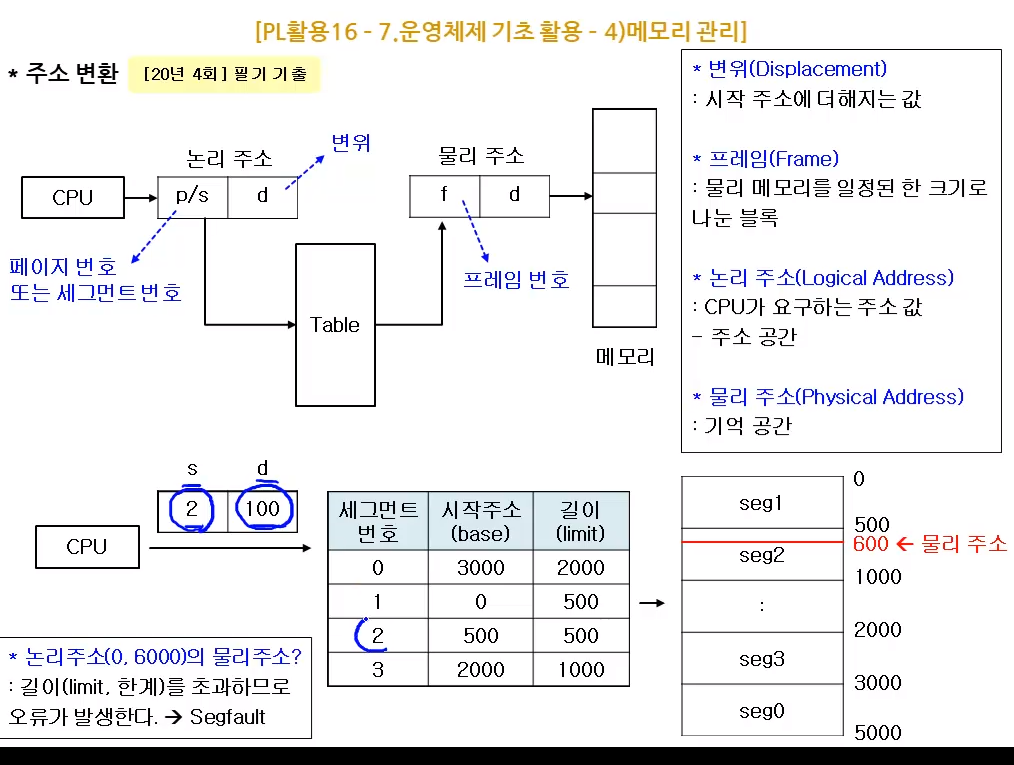 [PL활용16 - 7.운영체제 기초 활용 - 4)메모리 관리]
* 주소 변환
[20년 4회] 필기 기출
논리 주소
변위
물리 주소
CPU
p/s
d
f
d
페이지 번호
또는 세그먼트 번호
프레임 번호
Table
메모리
* 변위(Displacement)
: 시작 주소에 더해지는 값
* 프레임(Frame)
: 물리 메모리를 일정된 한 크기로
나눈 블록
* 논리 주소(Logical Address)
: CPU가 요구하는 주소 값
- 주소 공간
* 물리 주소(Physical Address)
: 기억 공간
s d
2 100
CPU
세그먼트 번호 시작주소 (base) 길이 (limit)
0 3000 2000
1 0 500
2 500 500
3 2000 1000
0
seg1
500
600 ← 물리 주소
seg2
1000
:
2000
seg3
3000
seg0
5000
* 논리주소(0, 6000)의 물리주소?
: 길이(limit, 한계)를 초과하므로
오류가 발생한다. → Segfault